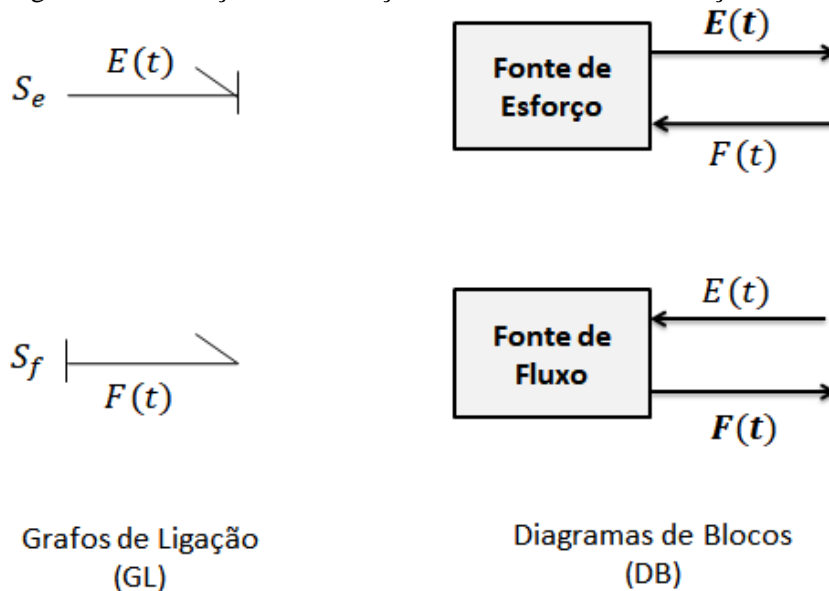 E(t)
S_e
E(t)
Fonte de
Esforço
F(t)
S_f
F(t)
E(t)
Fonte de
Fluxo
F(t)
Grafos de Ligação
(GL)
Diagramas de Blocos
(DB)